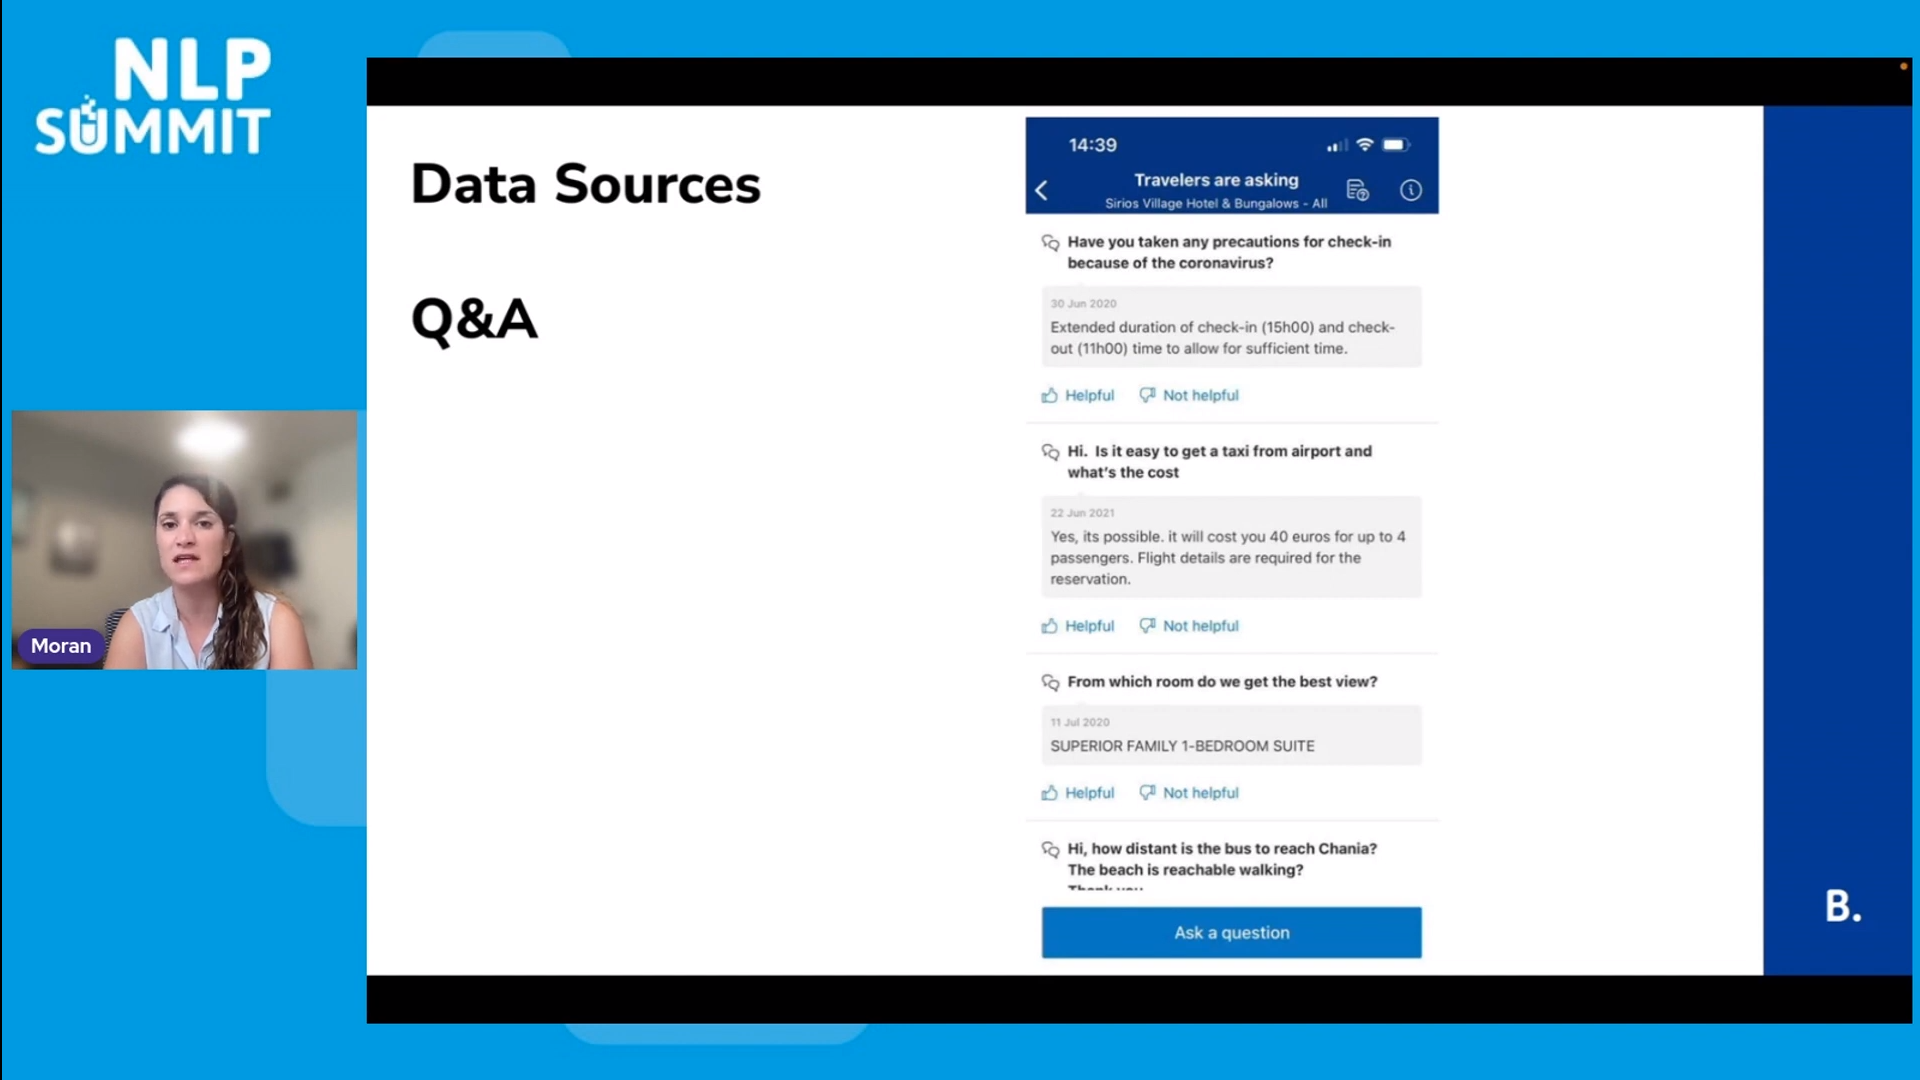 NLP
SUMMIT
Moran
Data Sources
Q&A
14:39
Travelers are asking
Sirios Village Hotel & Bungalows - All
Have you taken any precautions for check-in
because of the coronavirus?
30 Jun 2020
Extended duration of check-in (15h00) and check-
out (11h00) time to allow for sufficient time.
Helpful Not helpful
Hi. Is it easy to get a taxi from airport and
what's the cost
22 Jun 2021
Yes, its possible. it will cost you 40 euros for up to 4
passengers. Flight details are required for the
reservation.
Helpful Not helpful
From which room do we get the best view?
11 Jul 2020
SUPERIOR FAMILY 1-BEDROOM SUITE
Helpful Not helpful
Hi, how distant is the bus to reach Chania?
The beach is reachable walking?
Thank you
Ask a question
B.